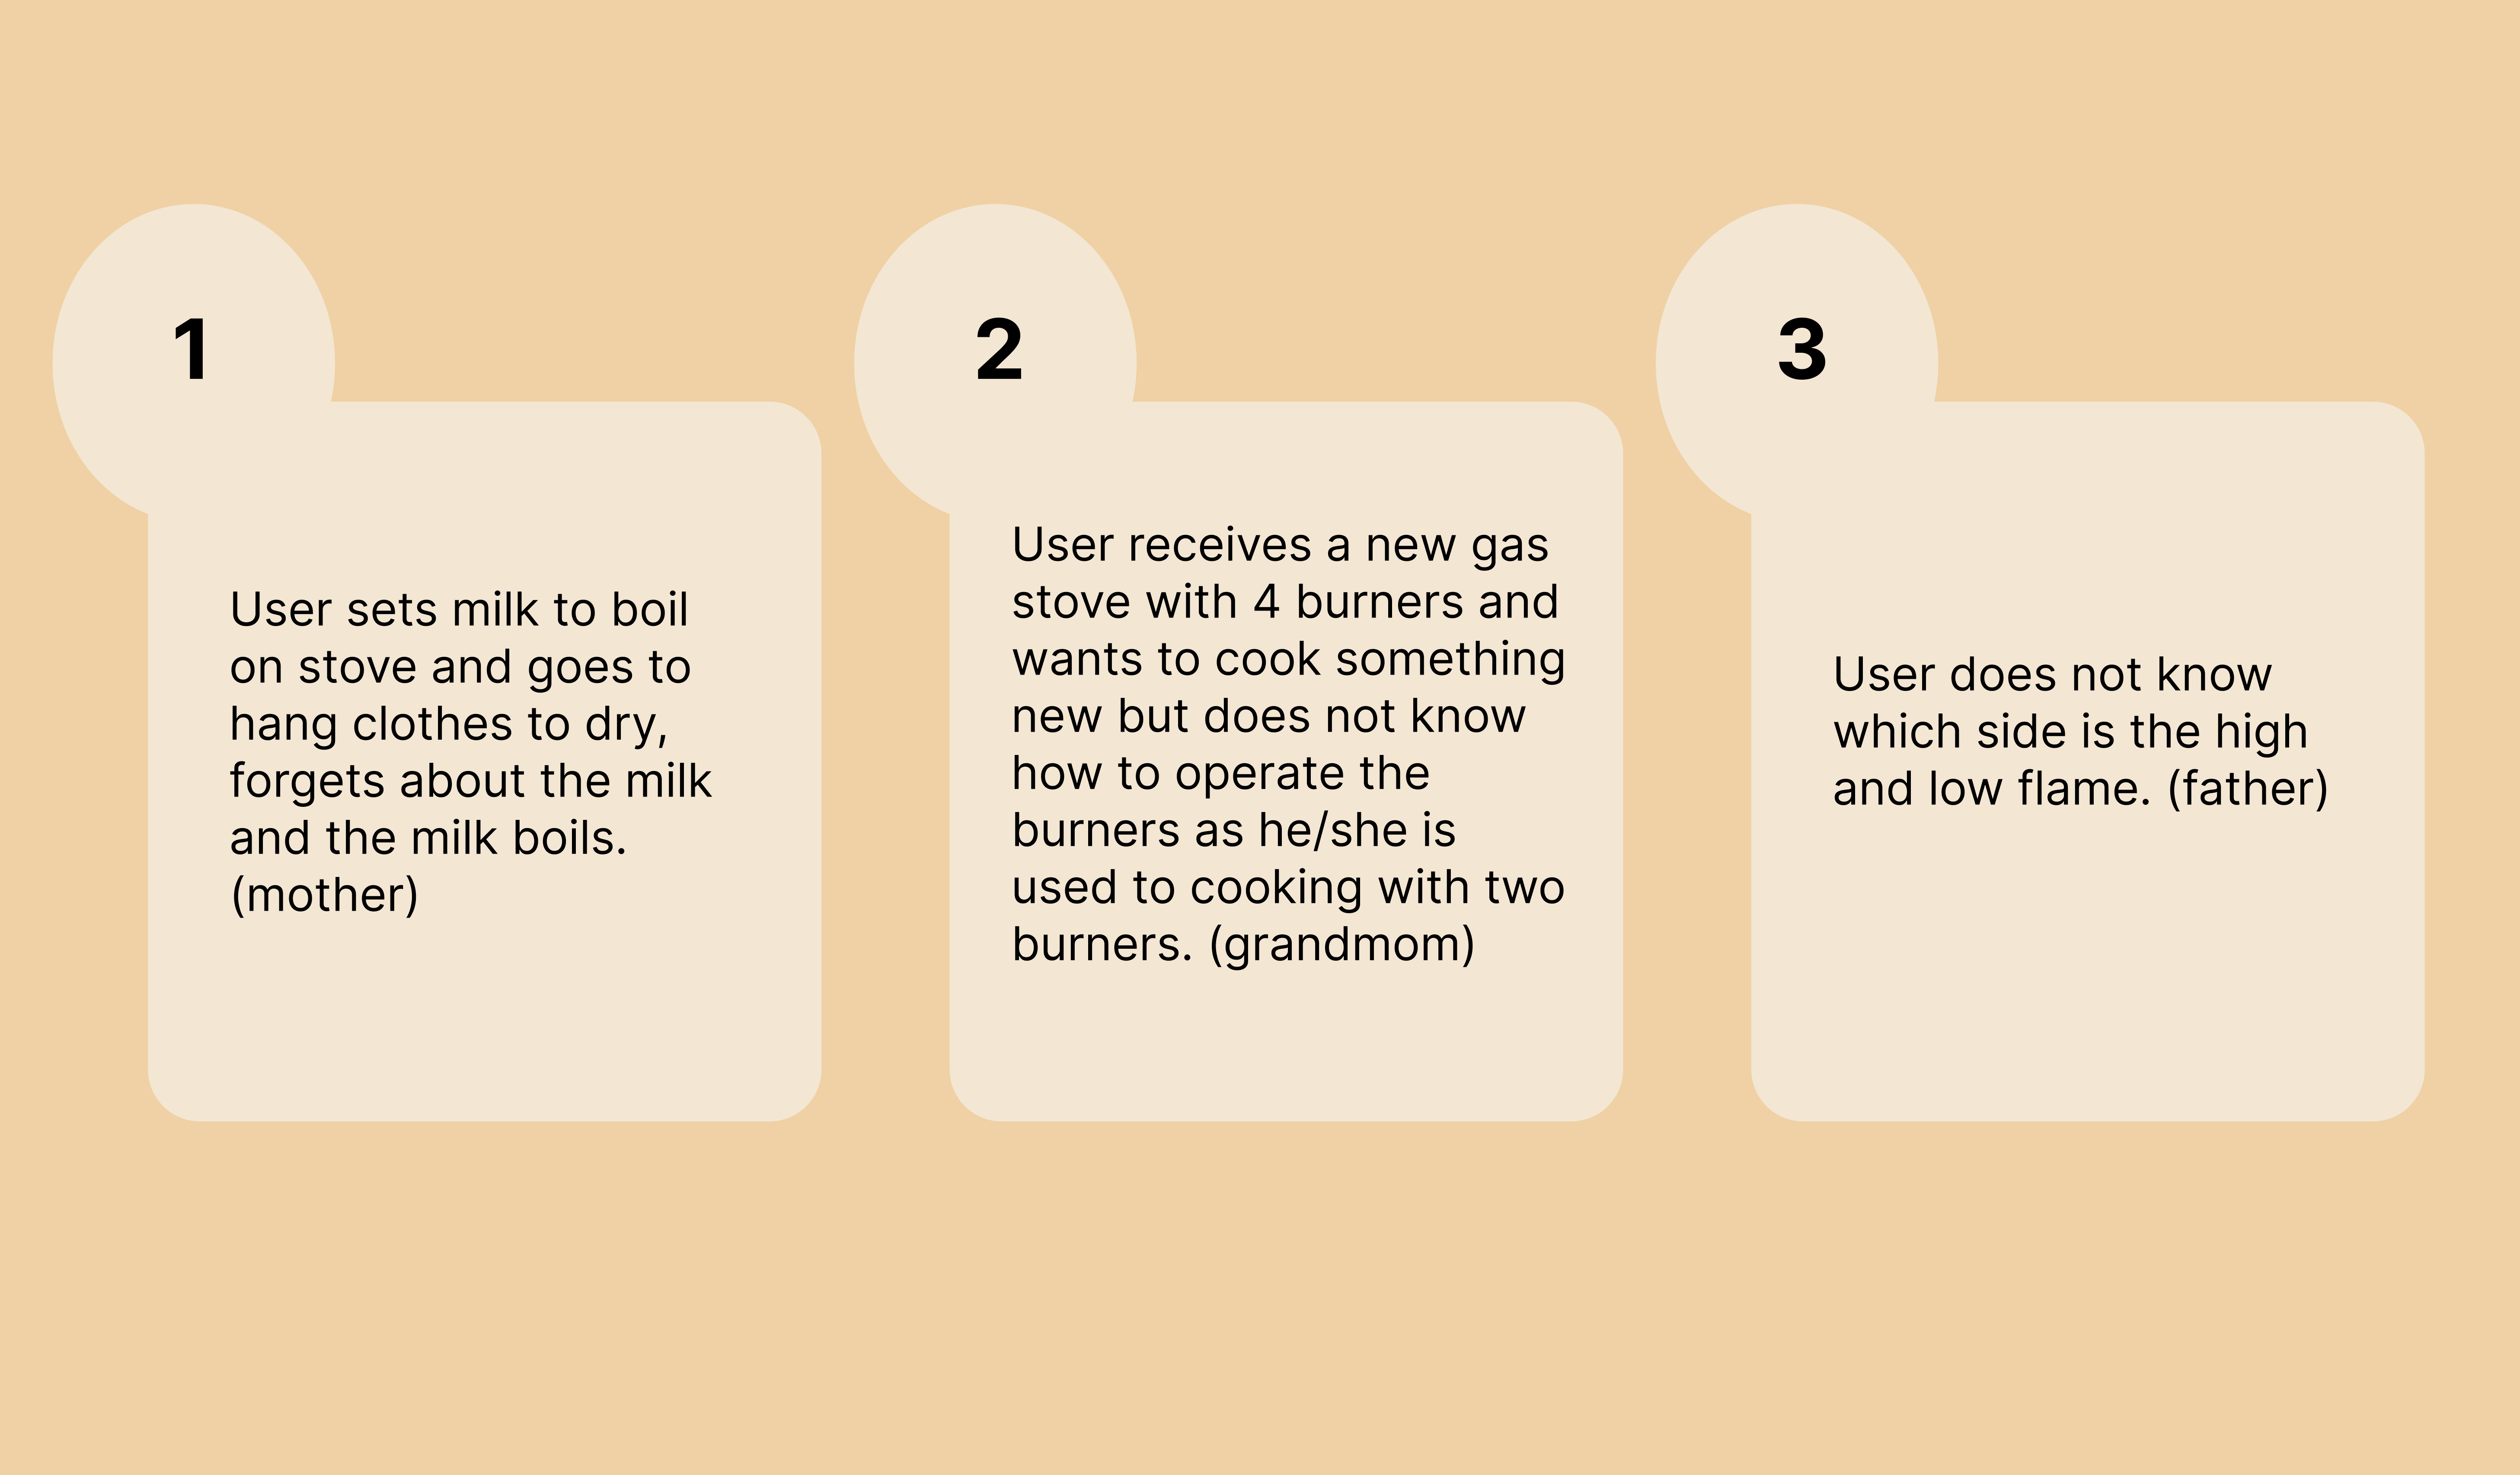 1
User sets milk to boil
on stove and goes to
hang clothes to dry,
forgets about the milk
and the milk boils.
(mother)
2
User receives a new gas
stove with 4 burners and
wants to cook something
new but does not know
how to operate the
burners as he/she is
used to cooking with two
burners. (grandmom)
3
User does not know
which side is the high
and low flame. (father)